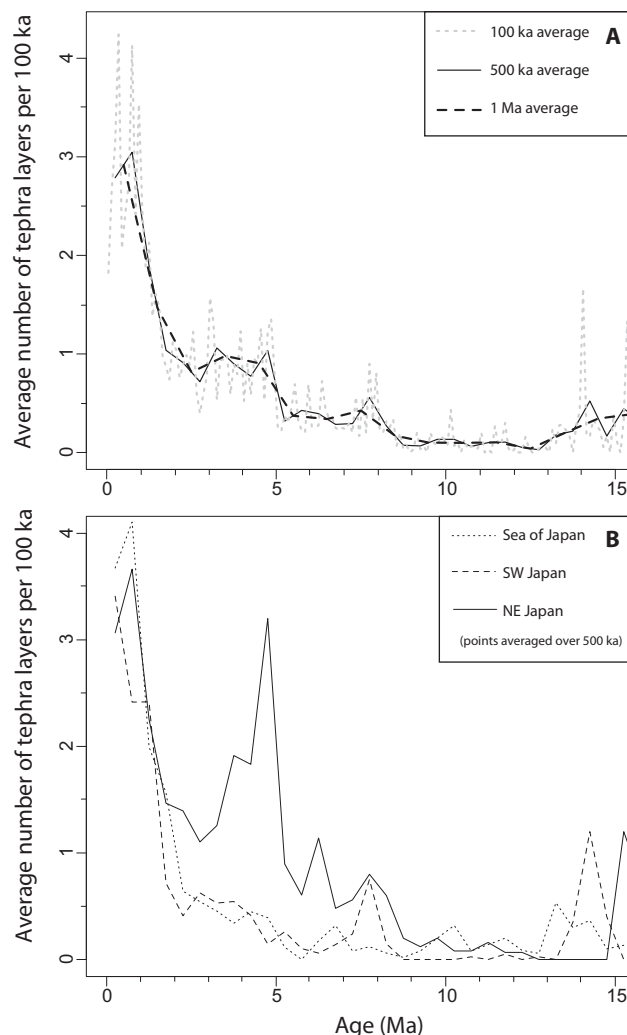 A
100 ka average
500 ka average
1 Ma average
Average number of tephra layers per 100 ka
4
3
2
1
0
0
5
10
15
B
Sea of Japan
SW Japan
NE Japan
(points averaged over 500 ka)
Average number of tephra layers per 100 ka
4
3
2
1
0
0
5
10
15
Age (Ma)